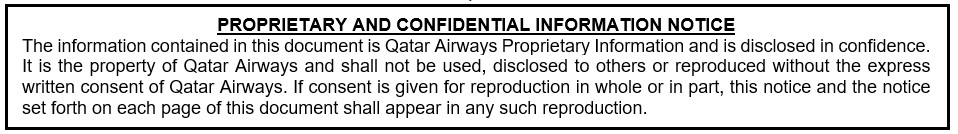 PROPRIETARY AND CONFIDENTIAL INFORMATION NOTICE
The information contained in this document is Qatar Airways Proprietary Information and is disclosed in confidence.
It is the property of Qatar Airways and shall not be used, disclosed to others or reproduced without the express
written consent of Qatar Airways. If consent is given for reproduction in whole or in part, this notice and the notice
set forth on each page of this document shall appear in any such reproduction.